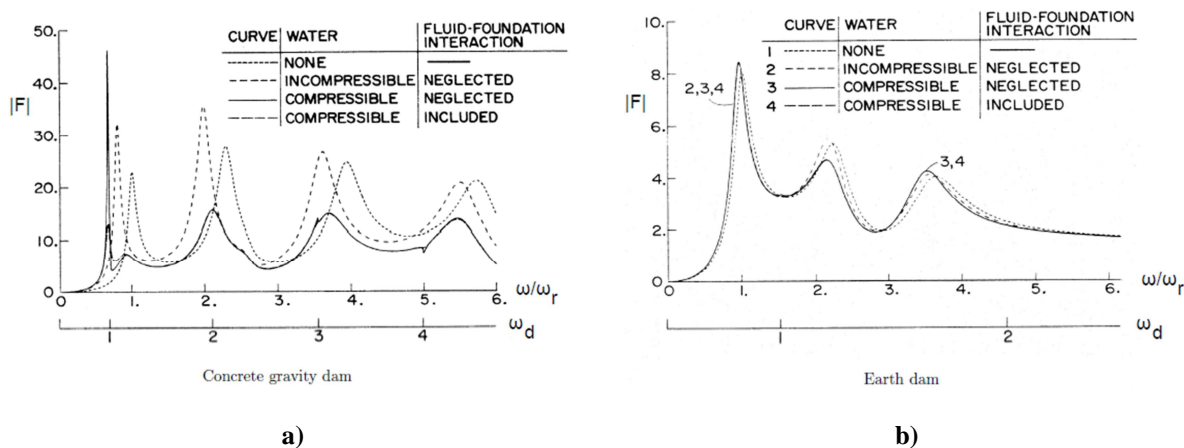 50.
40.
30.
20.
10.
0
|F|
CURVE WATER FLUID-FOUNDATION INTERACTION
NONE
INCOMPRESSIBLE NEGLECTED
COMPRESSIBLE NEGLECTED
COMPRESSIBLE INCLUDED
0 1. 2. 3. 4. 5. 6. ω/ωr
1 2 3 4 ωd
Concrete gravity dam
a)
10.
8.
6.
4.
2.
0
|F|
CURVE WATER FLUID-FOUNDATION INTERACTION
1 NONE
2 INCOMPRESSIBLE NEGLECTED
3 COMPRESSIBLE NEGLECTED
4 COMPRESSIBLE INCLUDED
2,3,4
3,4
0 1. 2. 3. 4. 5. 6. ω/ωr
1 2 ωd
Earth dam
b)